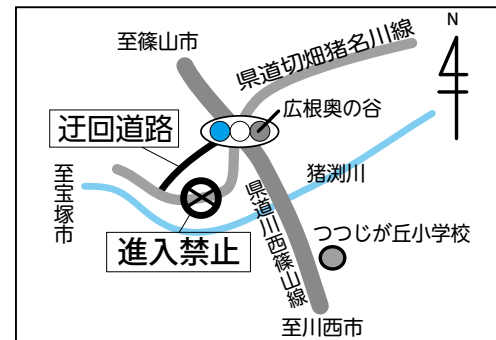 N
至篠山市
県道切畑猪名川線
広根奥の谷
迂回道路
至宝塚市
猪渕川
県道川西篠山線
進入禁止
つつじが丘小学校
至川西市